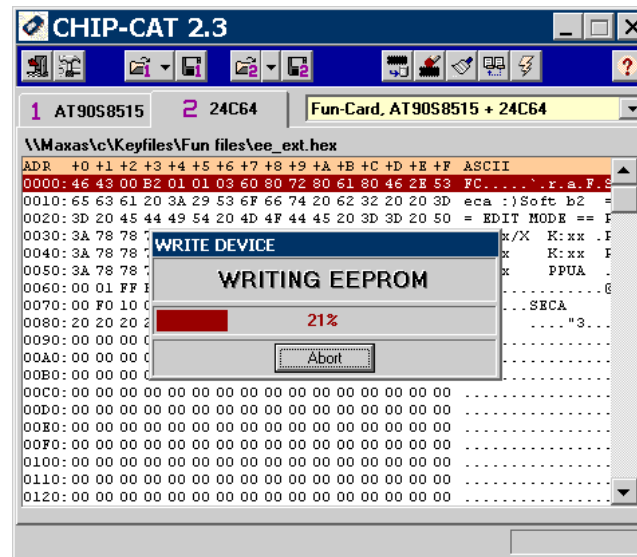 CHIP-CAT 2.3
1 1 2 2 ?
1 AT90S8515 2 24C64 Fun-Card, AT90S8515 + 24C64
\\Maxas\c\Keyfiles\Fun files\ee_ext.hex
ADR +0 +1 +2 +3 +4 +5 +6 +7 +8 +9 +A +B +C +D +E +F ASCII
0000: 46 43 00 B2 01 01 03 60 80 72 80 61 80 46 2E 53 FC.....`.r.a.F.S
0010: 65 63 61 20 3A 29 53 6F 66 74 20 62 32 20 20 3D eca :)Soft b2 =
0020: 3D 20 45 44 49 54 20 4D 4F 44 45 20 3D 3D 20 50 = EDIT MODE == P
0030: 3A 78 78 x/X K:xx .P
0040: 3A 78 78 x K:xx P
0050: 3A 78 78 x PPUA .
0060: 00 01 FF ............@
0070: 00 F0 10 ...SECA
0080: 20 20 20 2 ...."3...
0090: 00 00 00 0 ................
00A0: 00 00 00 0 ................
00B0: 00 00 00 0 ................
WRITE DEVICE
WRITING EEPROM
21%
Abort
00C0: 00 00 00 00 00 00 00 00 00 00 00 00 00 00 00 00 ................
00D0: 00 00 00 00 00 00 00 00 00 00 00 00 00 00 00 00 ................
00E0: 00 00 00 00 00 00 00 00 00 00 00 00 00 00 00 00 ................
00F0: 00 00 00 00 00 00 00 00 00 00 00 00 00 00 00 00 ................
0100: 00 00 00 00 00 00 00 00 00 00 00 00 00 00 00 00 ................
0110: 00 00 00 00 00 00 00 00 00 00 00 00 00 00 00 00 ................
0120: 00 00 00 00 00 00 00 00 00 00 00 00 00 00 00 00 ................